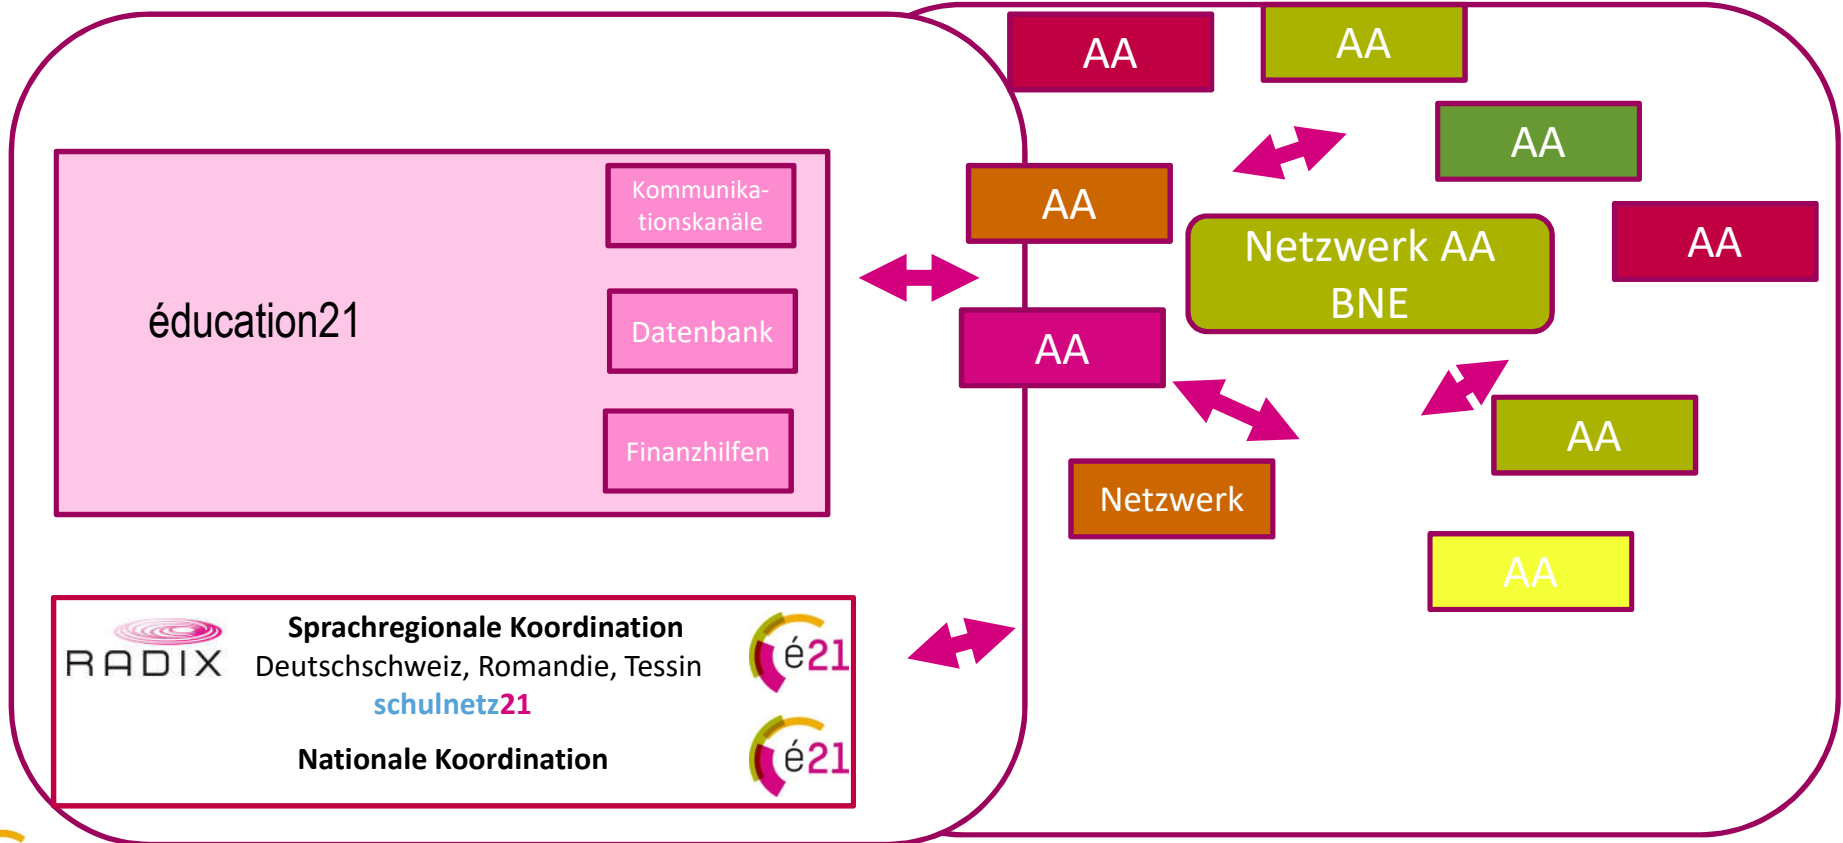 éducation21
Kommunika-
tionskanäle
Datenbank
Finanzhilfen
RADIX
Sprachregionale Koordination
Deutschschweiz, Romandie, Tessin
schulnetz21
Nationale Koordination
é21
é21
AA
AA
AA
AA
AA
Netzwerk AA
BNE
AA
AA
Netzwerk
AA